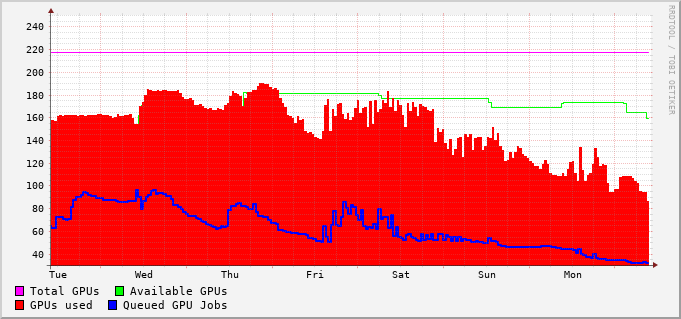 RRDTOOL / TOBI OETIKER
240
220
200
180
160
140
120
100
80
60
40
Tue Wed Thu Fri Sat Sun Mon
Total GPUs Available GPUs
GPUs used Queued GPU Jobs